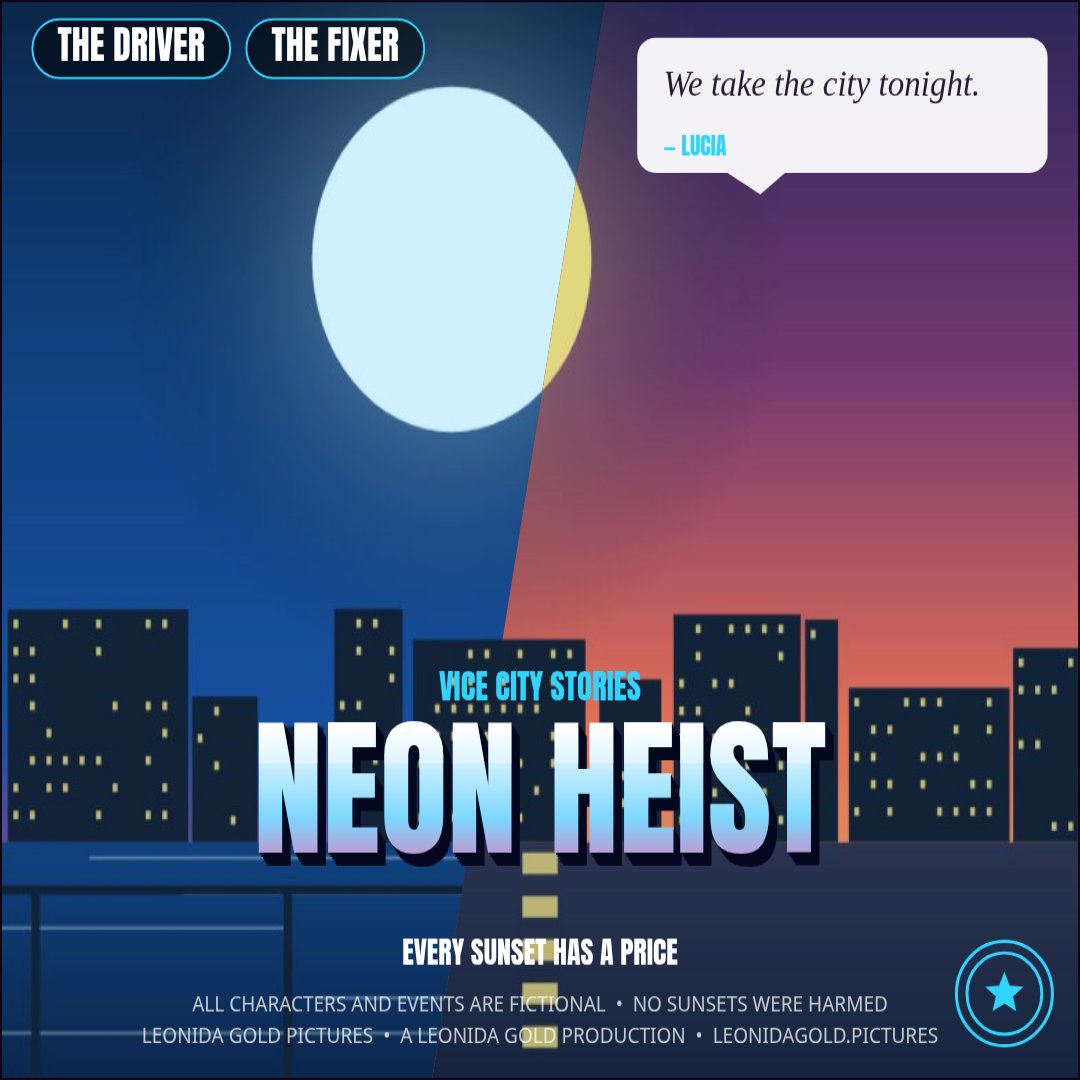 THE DRIVER THE FIXER
We take the city tonight.
– LUCIA
VICE CITY STORIES
NEON HEIST
EVERY SUNSET HAS A PRICE
ALL CHARACTERS AND EVENTS ARE FICTIONAL • NO SUNSETS WERE HARMED
LEONIDA GOLD PICTURES • A LEONIDA GOLD PRODUCTION • LEONIDAGOLD.PICTURES